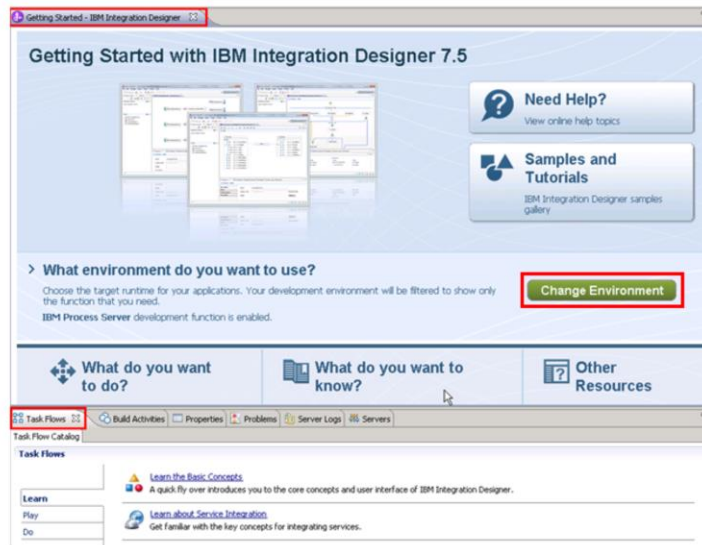 Getting Started - IBM Integration Designer
Getting Started with IBM Integration Designer 7.5
Need Help?
View online help topics
Samples and
Tutorials
IBM Integration Designer samples
gallery
> What environment do you want to use?
Choose the target runtime for your applications. Your development environment will be filtered to show only
the function that you need.
IBM Process Server development function is enabled.
Change Environment
What do you want
to do?
What do you want to
know?
Other
Resources
Task Flows
Build Activities
Properties
Problems
Server Logs
Servers
Task Flow Catalog
Task Flows
Learn
Play
Do
Learn the Basic Concepts
A quick fly over introduces you to the core concepts and user interface of IBM Integration Designer.
Learn about Service Integration
Get familiar with the key concepts for integrating services.